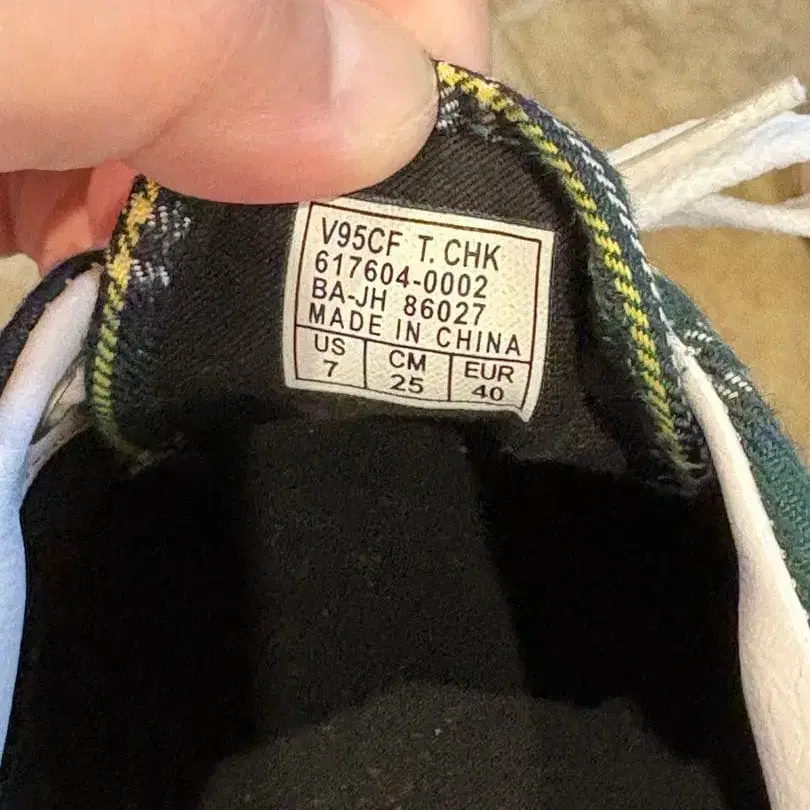 V95CF T. CHK
617604-0002
BA-JH 86027
MADE IN CHINA
US CM EUR
7 25 40